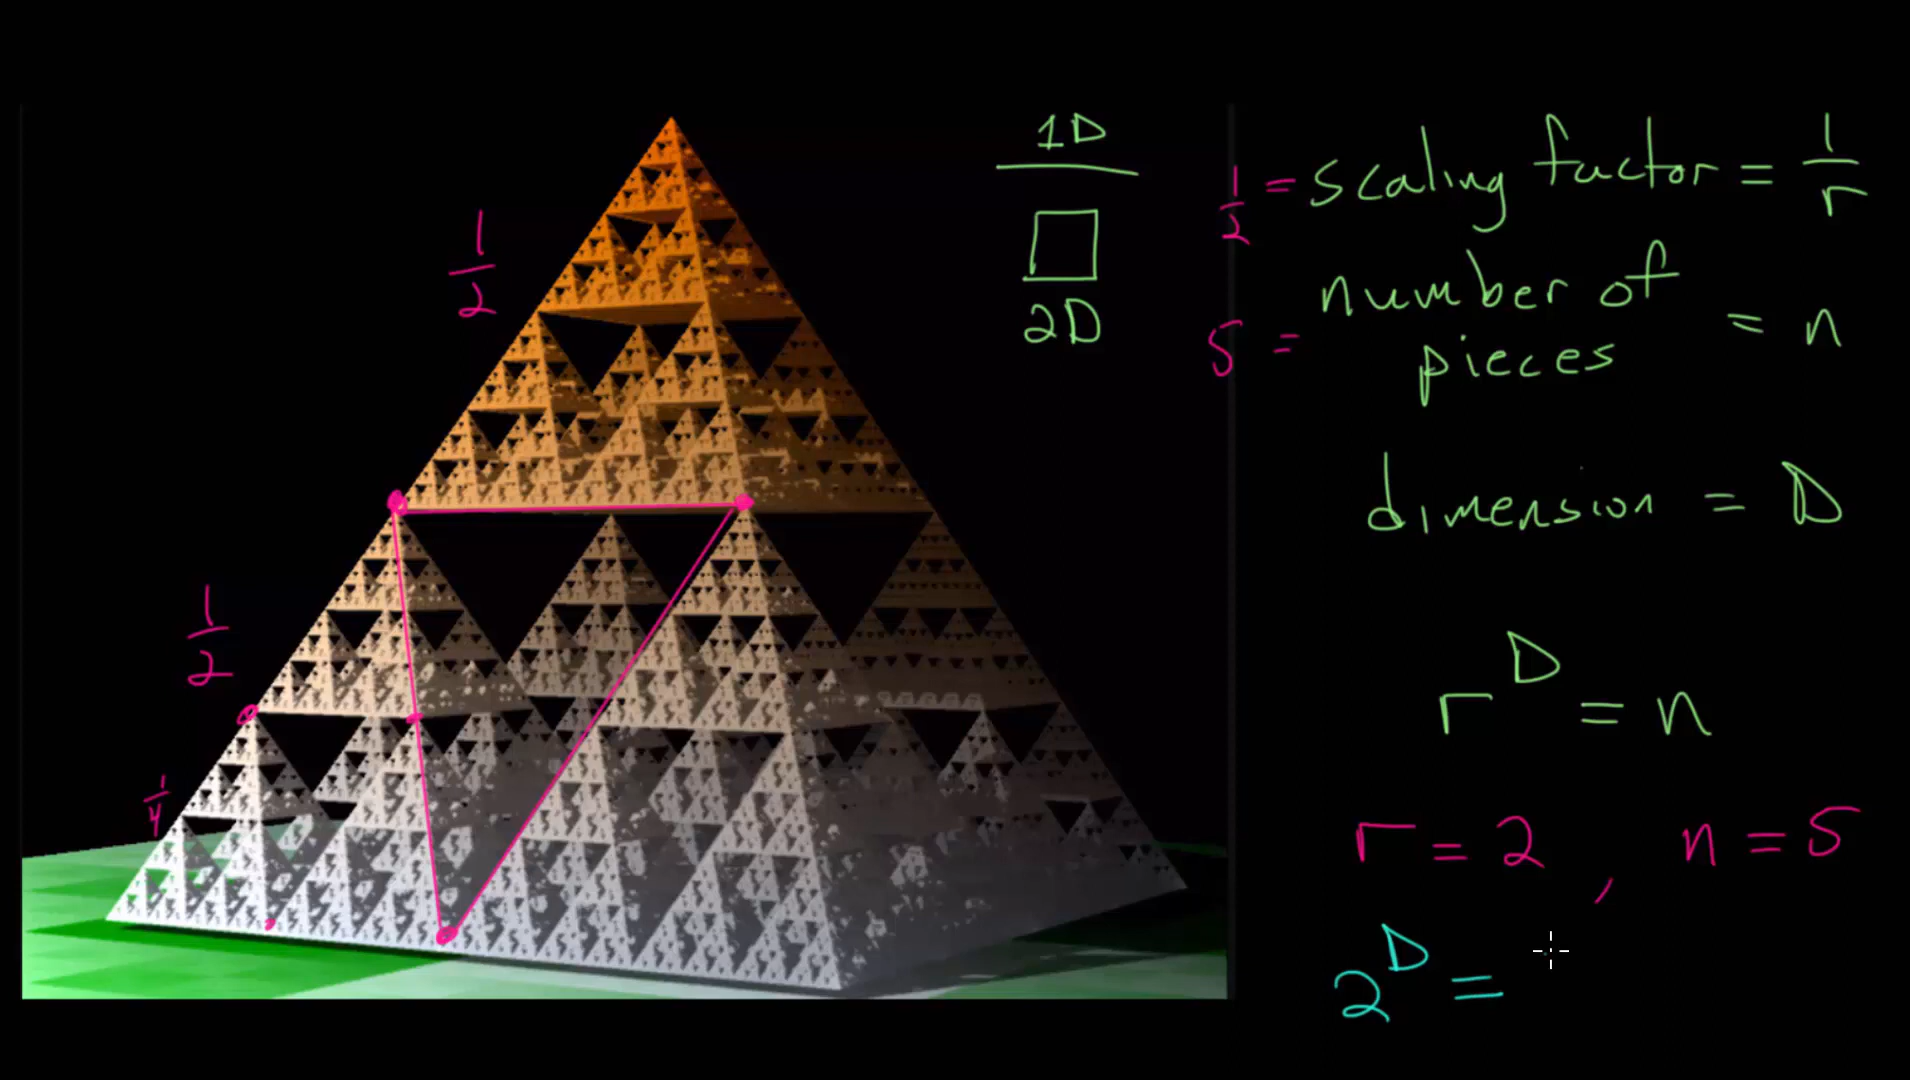 1D
1/2 = scaling factor = 1/r
1/2
2D
5 = number of pieces = n
dimension = D
1/2
r^D = n
1/4
r = 2 , n = 5
2^D =